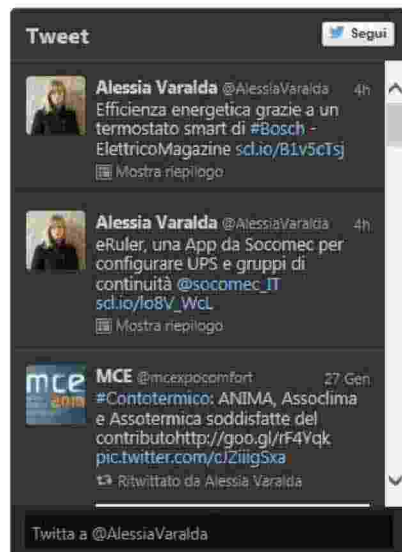 Tweet
Segui
Alessia Varalda @AlessiaVaralda 4h
Efficienza energetica grazie a un
termostato smart di #Bosch -
ElettricoMagazine scl.io/B1v5cTsj
Mostra riepilogo
Alessia Varalda @AlessiaVaralda 4h
eRuler, una App da Socomec per
configurare UPS e gruppi di
continuità @socomec_IT
scl.io/lo8V_WcL
Mostra riepilogo
mce
MCE @mcexpocomfort 27 Gen
#Contotermico: ANIMA, Assoclima
e Assotermica soddisfatte del
contributohttp://goo.gl/rF4Yqk
pic.twitter.com/cJZiiigSxa
Ritwittato da Alessia Varalda
Twitta a @AlessiaVaralda